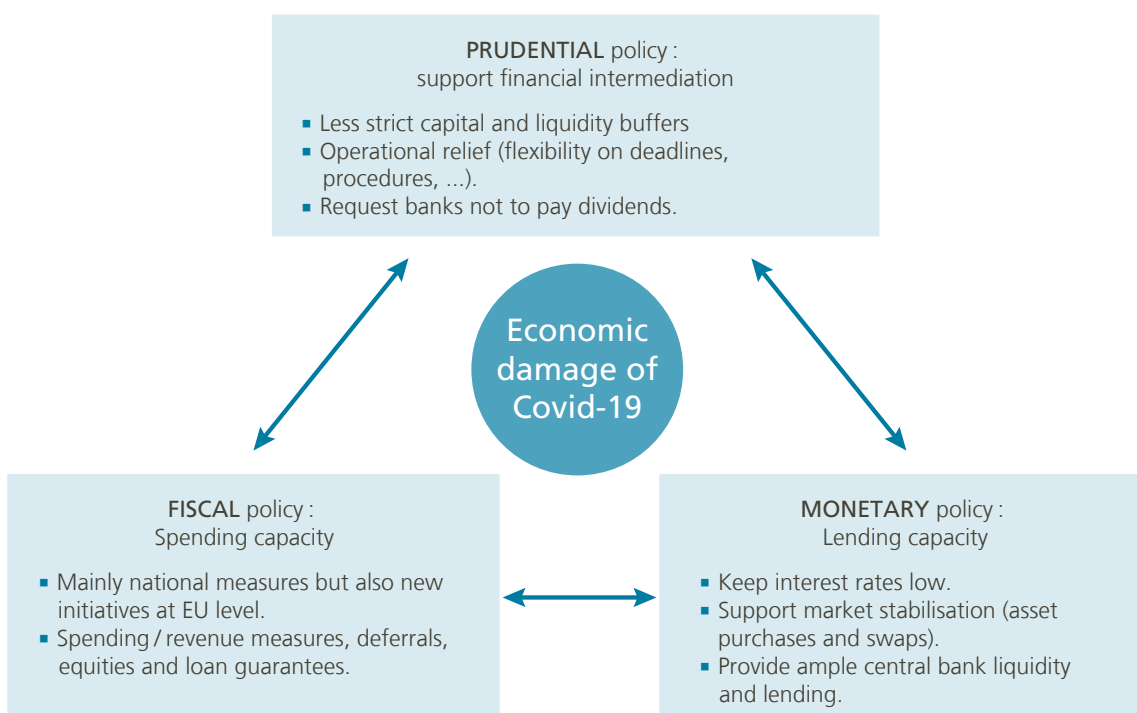 PRUDENTIAL policy :
support financial intermediation
▪ Less strict capital and liquidity buffers
▪ Operational relief (flexibility on deadlines,
procedures, ...).
▪ Request banks not to pay dividends.
Economic
damage of
Covid-19
FISCAL policy :
Spending capacity
▪ Mainly national measures but also new
initiatives at EU level.
▪ Spending / revenue measures, deferrals,
equities and loan guarantees.
MONETARY policy :
Lending capacity
▪ Keep interest rates low.
▪ Support market stabilisation (asset
purchases and swaps).
▪ Provide ample central bank liquidity
and lending.